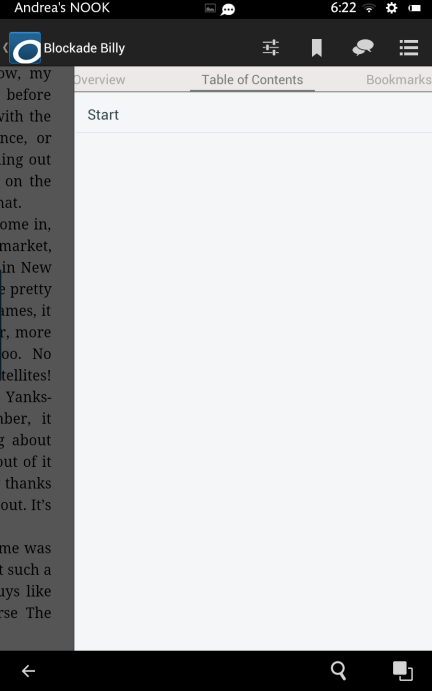 Andrea's NOOK
6:22
Blockade Billy
Overview
Table of Contents
Bookmarks
Start
ow, my
before
with the
nce, or
ing out
on the
hat.
ome in,
market,
in New
e pretty
ames, it
r, more
oo. No
tellites!
Yanks-
mber, it
g about
out of it
thanks
out. It's
me was
t such a
uys like
rse The